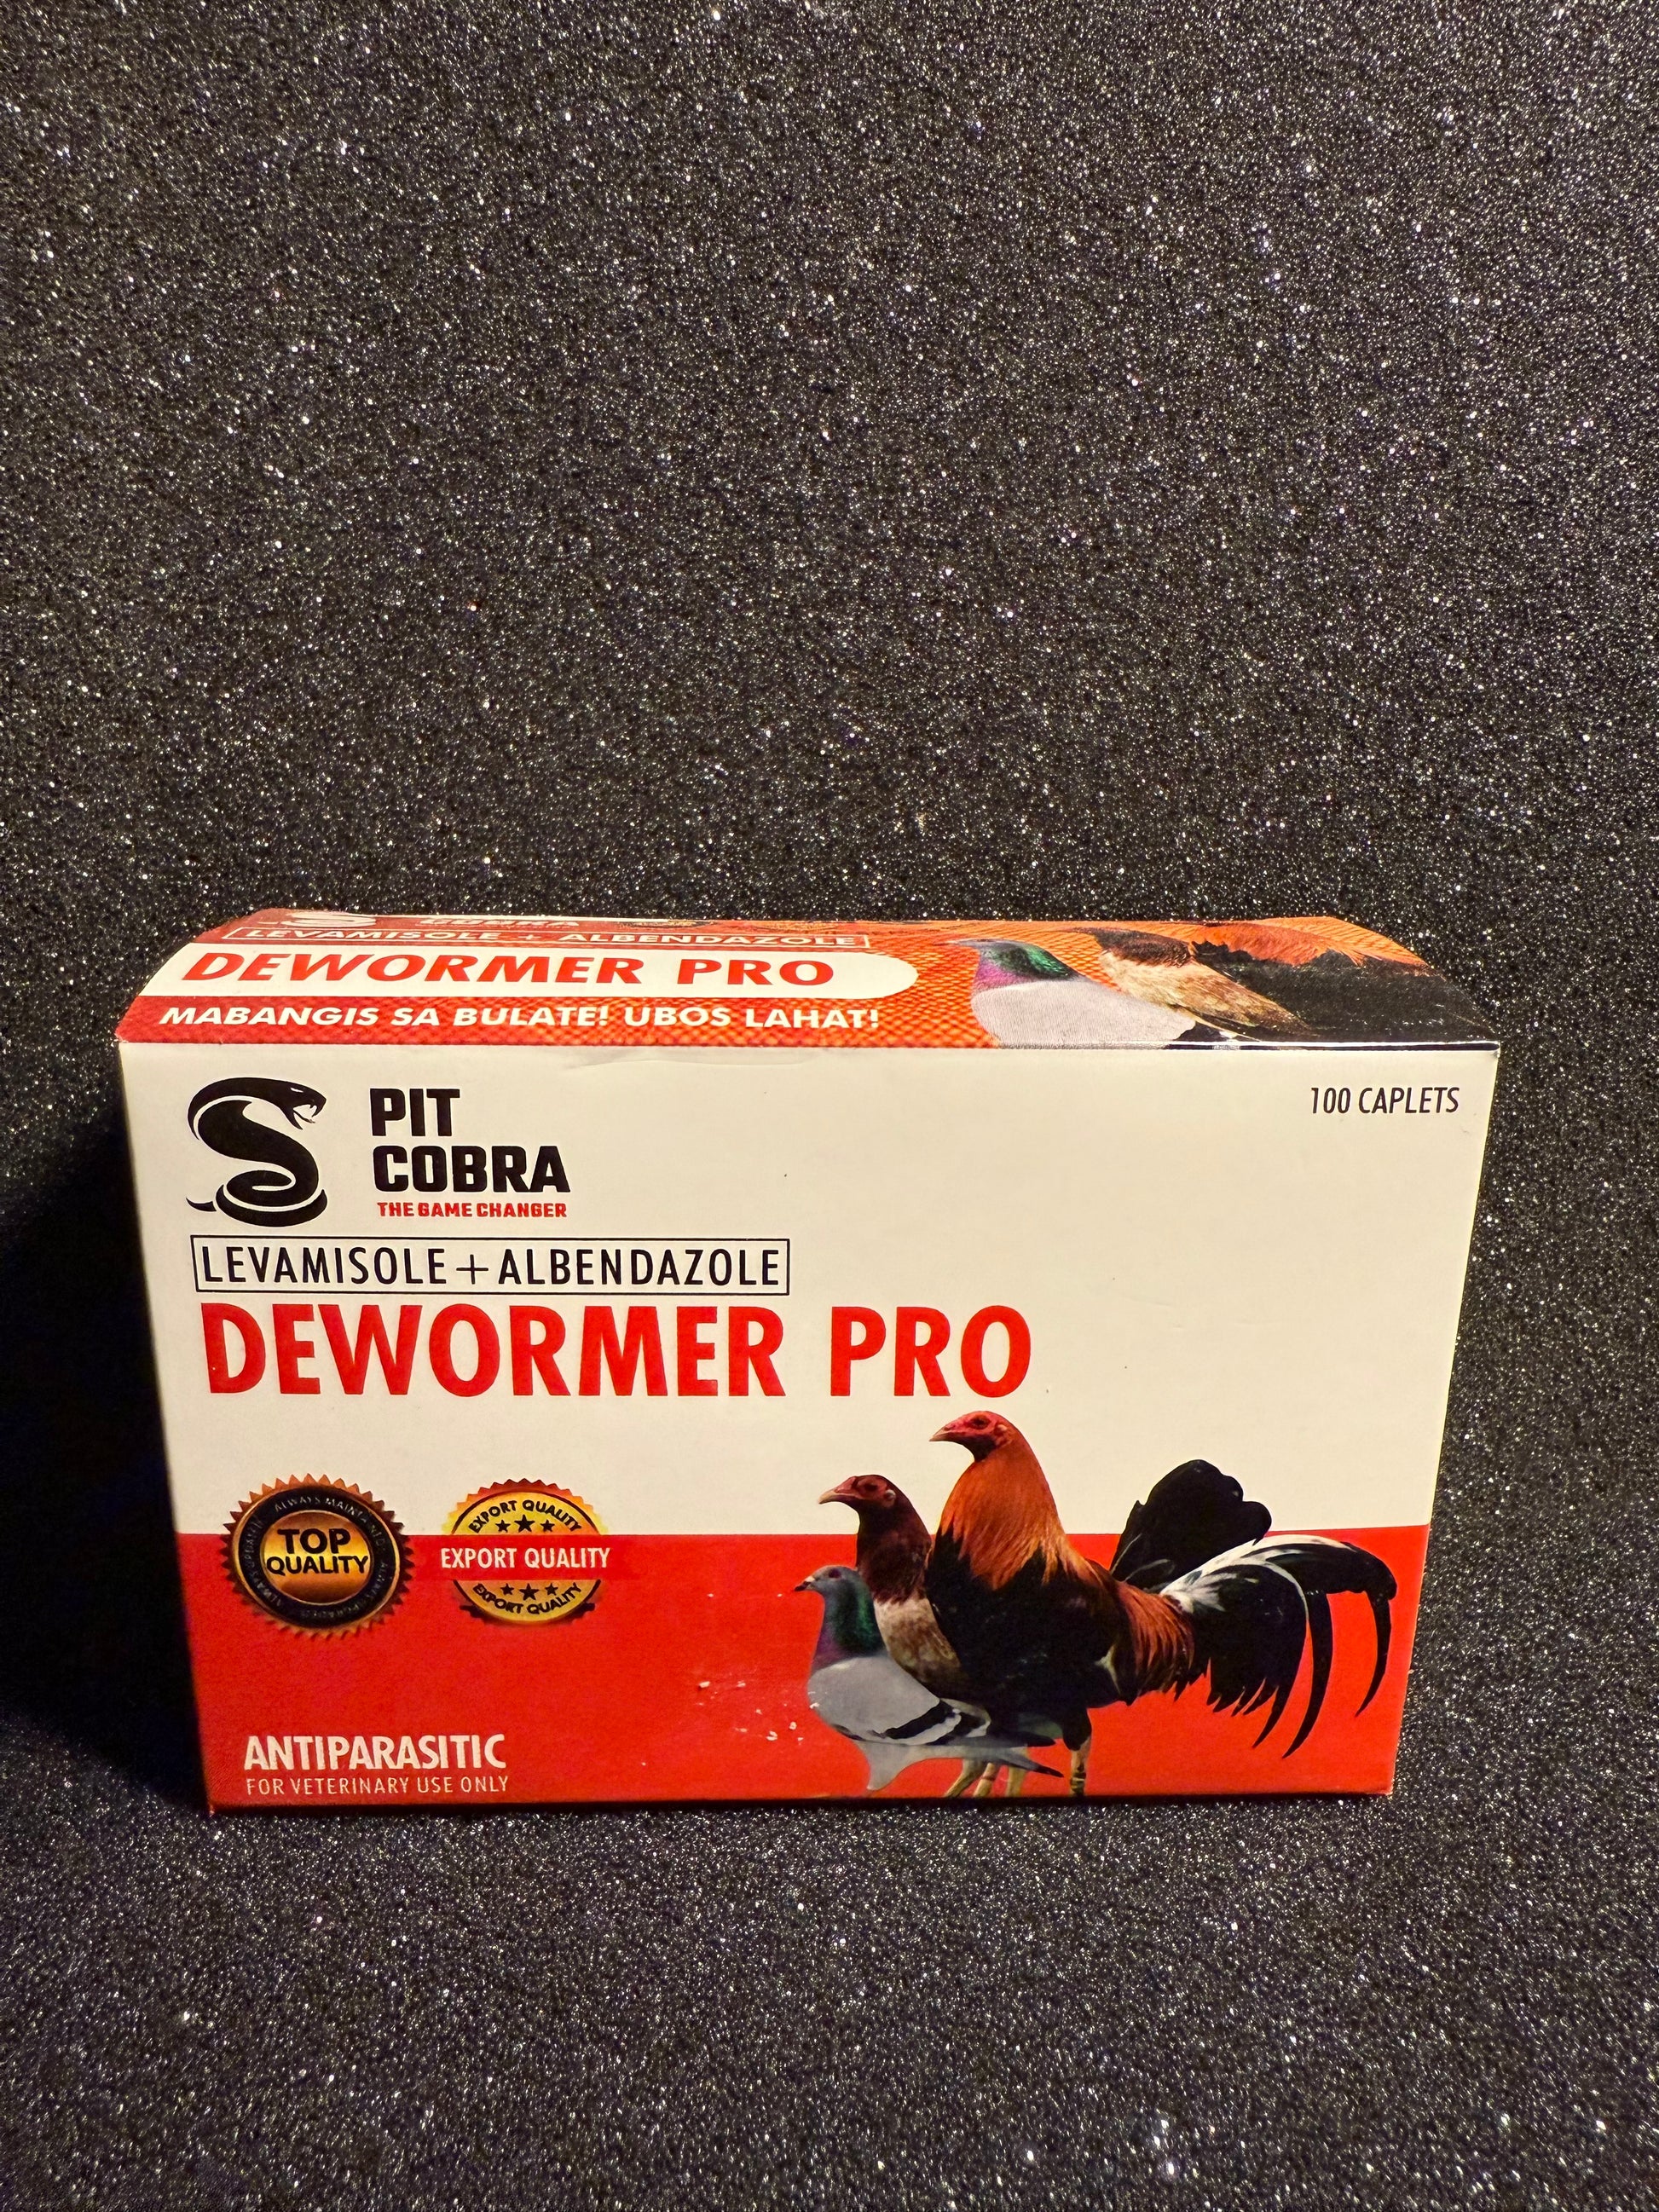 LEVAMISOLE + ALBENDAZOLE
DEWORMER PRO
MABANGIS SA BULATE! UBOS LAHAT!
PIT
COBRA
THE GAME CHANGER
100 CAPLETS
LEVAMISOLE+ALBENDAZOLE
DEWORMER PRO
TOP
QUALITY
EXPORT QUALITY
EXPORT QUALITY
EXPORT QUALITY
ANTIPARASITIC
FOR VETERINARY USE ONLY